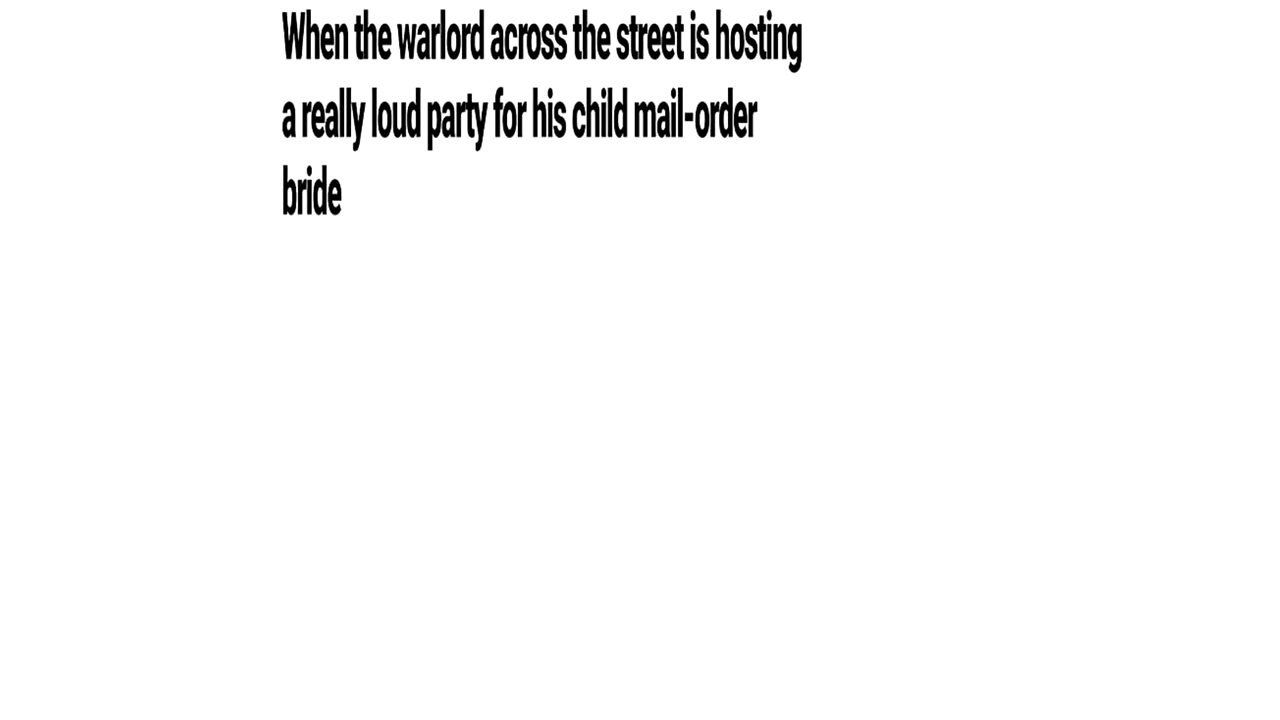 When the warlord across the street is hosting
a really loud party for his child mail-order
bride